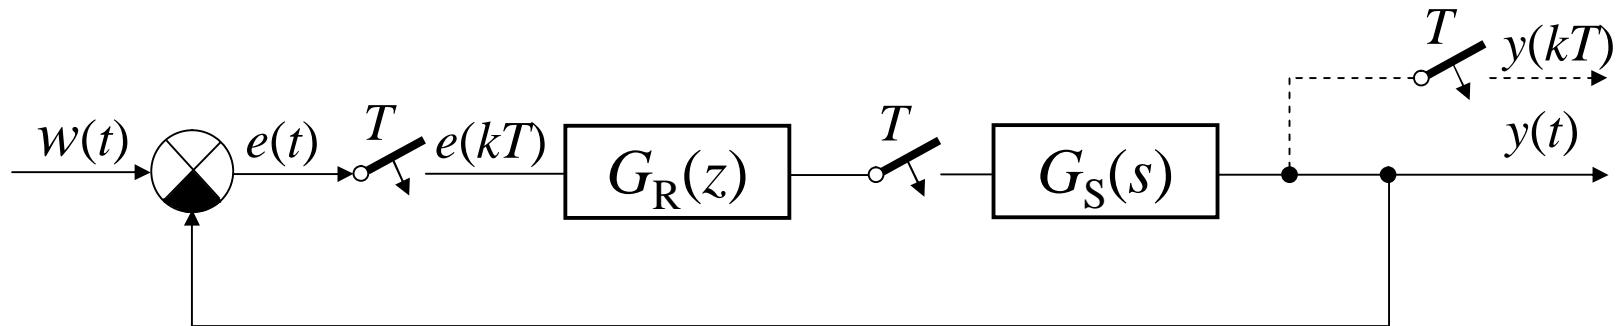 T
y(kT)
w(t)
e(t)
T
e(kT)
G_R(z)
T
G_S(s)
y(t)